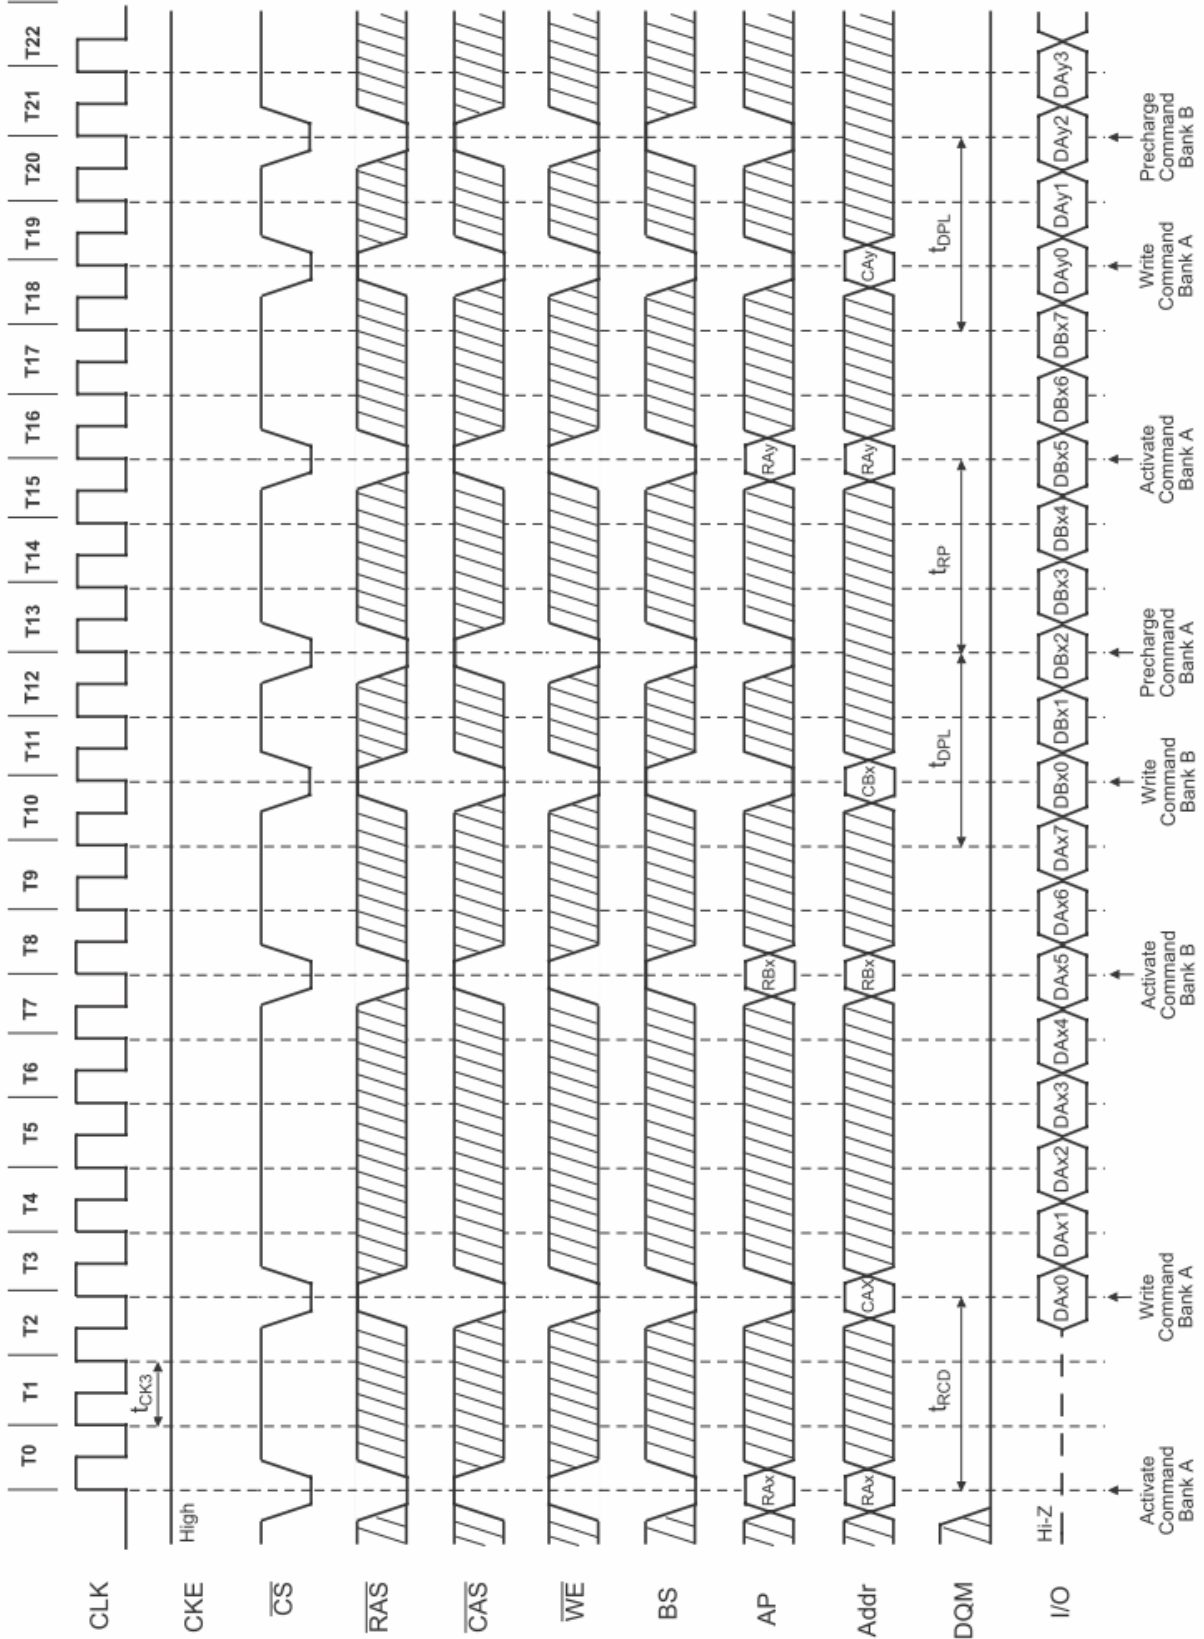 T0 T1 T2 T3 T4 T5 T6 T7 T8 T9 T10 T11 T12 T13 T14 T15 T16 T17 T18 T19 T20 T21 T22
CLK
tCK3
CKE
High
CS
RAS
CAS
WE
BS
AP
RAx RBx RAy
Addr
RAx CAX RBx CBx RAy CAy
DQM
tRCD tDPL tRP tDPL
I/O
Hi-Z
DAx0 DAx1 DAx2 DAx3 DAx4 DAx5 DAx6 DAx7 DBx0 DBx1 DBx2 DBx3 DBx4 DBx5 DBx6 DBx7 DAy0 DAy1 DAy2 DAy3
Activate
Command
Bank A
Write
Command
Bank A
Activate
Command
Bank B
Write
Command
Bank B
Precharge
Command
Bank A
Activate
Command
Bank A
Write
Command
Bank A
Precharge
Command
Bank B